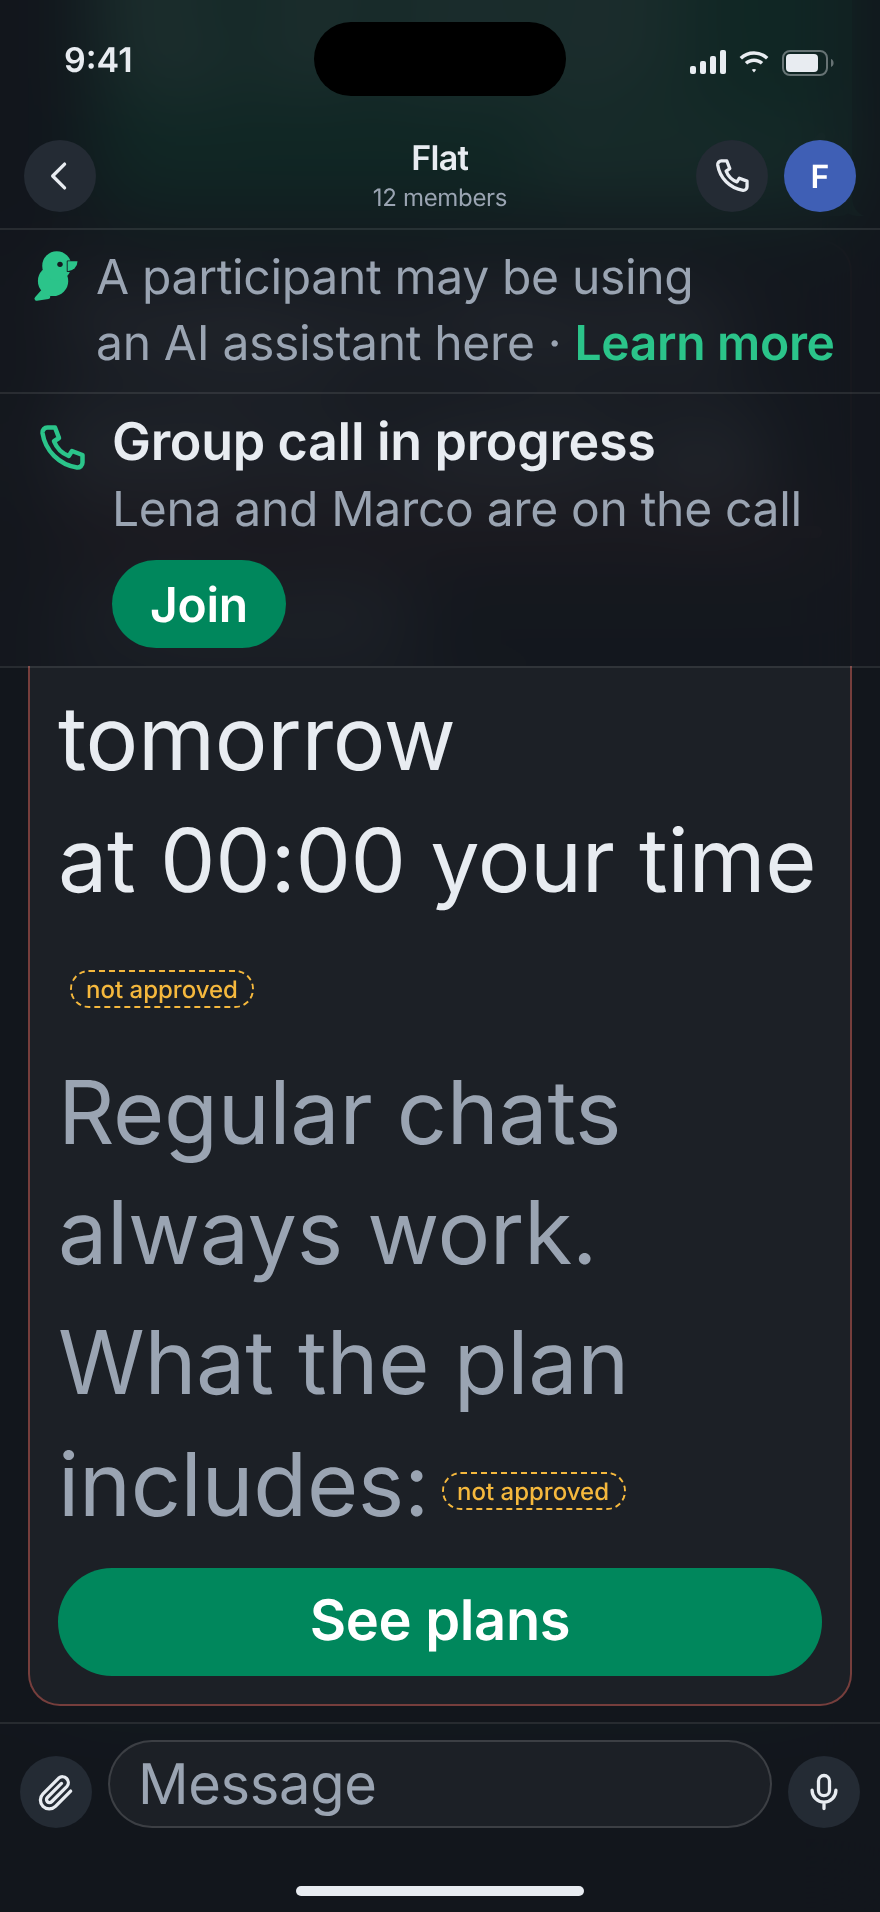 9:41
Flat
12 members
F
A participant may be using
an AI assistant here · Learn more
Group call in progress
Lena and Marco are on the call
Join
tomorrow
at 00:00 your time
not approved
Regular chats
always work.
What the plan
includes: not approved
See plans
Message